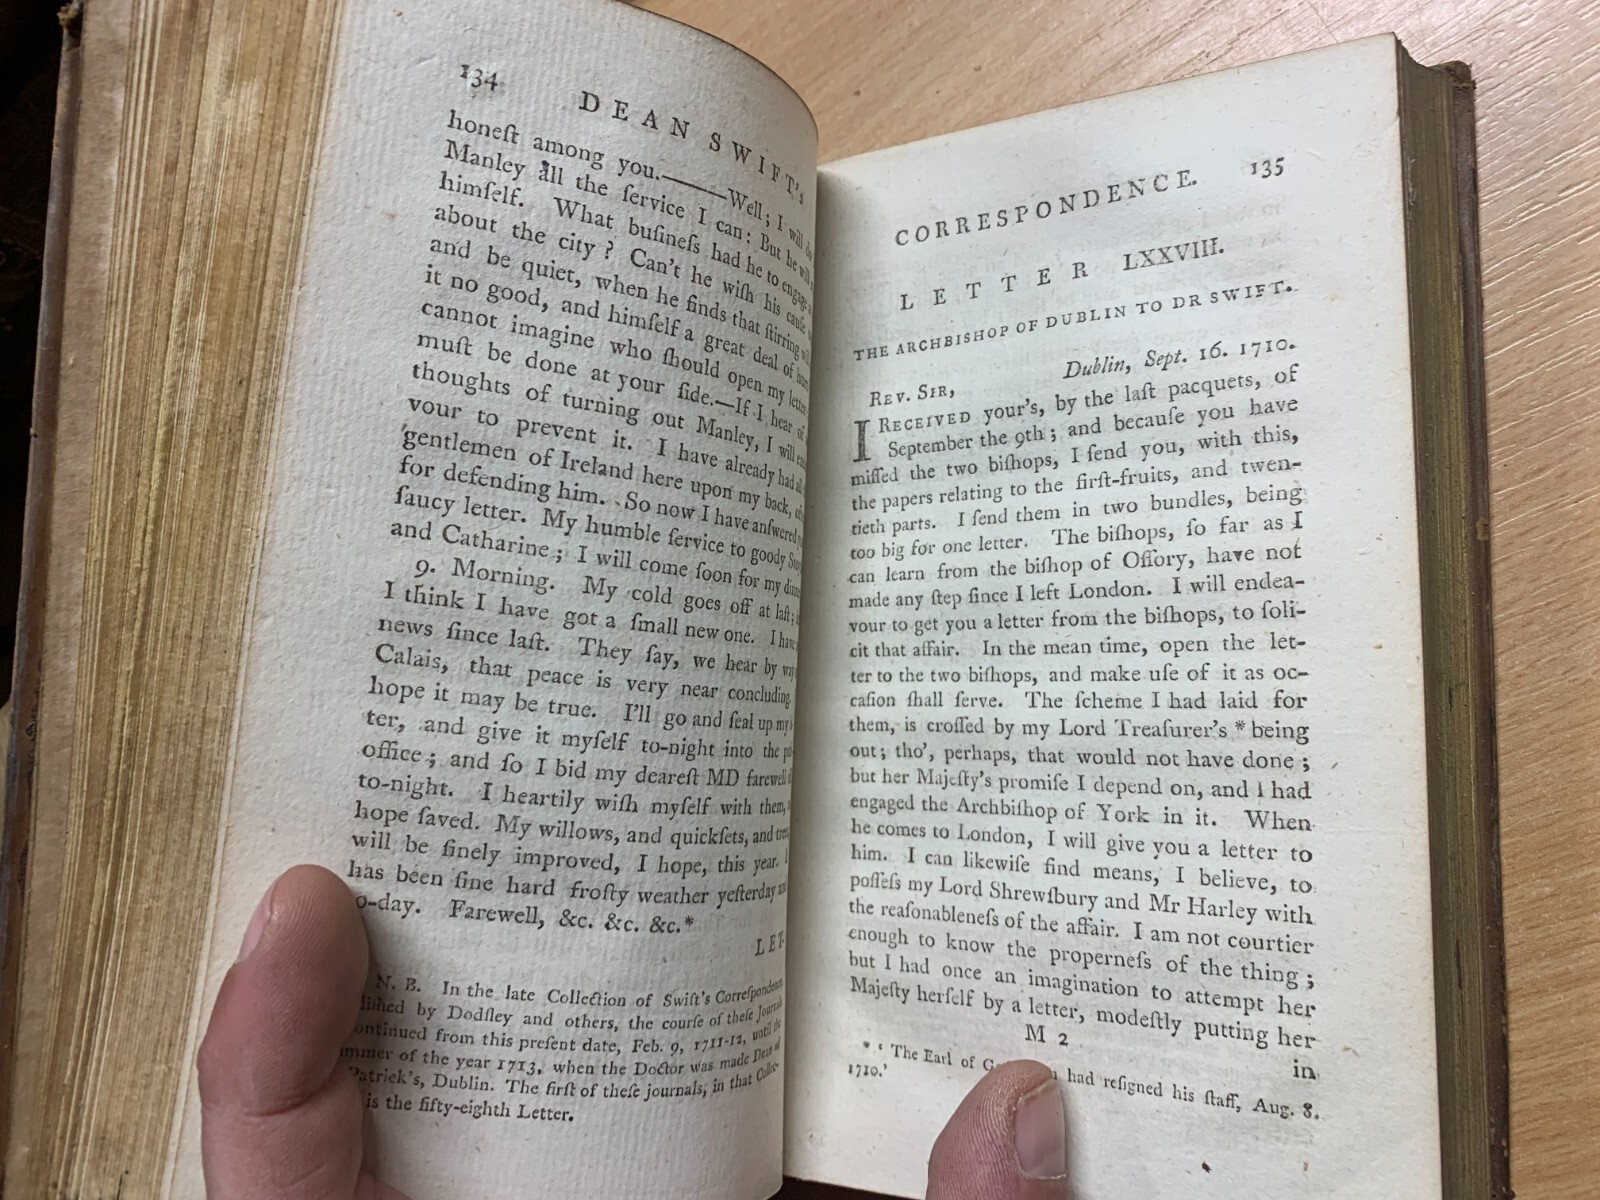 134
DEAN SWIFT's
honeſt among you.———Well; I will do
Manley all the ſervice I can: But he will
himſelf. What buſineſs had he to engage
about the city? Can't he wiſh his cauſe
and be quiet, when he finds that ſtirring will
it no good, and himſelf a great deal of
cannot imagine who ſhould open my letter
muſt be done at your ſide.—If I hear of
thoughts of turning out Manley, I will
vour to prevent it. I have already had all
gentlemen of Ireland here upon my back,
for defending him. So now I have anſwered
ſaucy letter. My humble ſervice to goody
and Catharine; I will come ſoon for my
9. Morning. My cold goes off at laſt;
I think I have got a ſmall new one. I have
news ſince laſt. They ſay, we hear by way
Calais, that peace is very near concluding.
hope it may be true. I'll go and ſeal up my
ter, and give it myſelf to-night into the
office; and ſo I bid my deareſt MD farewell
to-night. I heartily wiſh myſelf with them,
hope ſaved. My willows, and quickſets, and
will be finely improved, I hope, this year.
has been fine hard froſty weather yeſterday
o-day. Farewell, &c. &c. &c.*
LET-
N. B. In the late Collection of Swift's Correſpondence
by Dodſley and others, the courſe of theſe Journals
ontinued from this preſent date, Feb. 9, 1711-12, until the
mmer of the year 1713, when the Doctor was made Dean of
Patrick's, Dublin. The firſt of theſe journals, in that Collec-
is the fifty-eighth Letter.
CORRESPONDENCE. 135
LETTER LXXVIII.
THE ARCHBISHOP OF DUBLIN TO DR SWIFT.
Dublin, Sept. 16. 1710.
REV. SIR,
I RECEIVED your's, by the laſt pacquets, of
September the 9th; and becauſe you have
miſſed the two biſhops, I ſend you, with this,
the papers relating to the firſt-fruits, and twen-
tieth parts. I ſend them in two bundles, being
too big for one letter. The biſhops, ſo far as I
can learn from the biſhop of Oſſory, have not
made any ſtep ſince I left London. I will endea-
vour to get you a letter from the biſhops, to ſoli-
cit that affair. In the mean time, open the let-
ter to the two biſhops, and make uſe of it as oc-
caſion ſhall ſerve. The ſcheme I had laid for
them, is croſſed by my Lord Treaſurer's * being
out; tho', perhaps, that would not have done;
but her Majeſty's promiſe I depend on, and I had
engaged the Archbiſhop of York in it. When
he comes to London, I will give you a letter to
him. I can likewiſe find means, I believe, to
poſſeſs my Lord Shrewſbury and Mr Harley with
the reaſonableneſs of the affair. I am not courtier
enough to know the properneſs of the thing;
but I had once an imagination to attempt her
Majeſty herſelf by a letter, modeſtly putting her
M 2
in
* ‘ The Earl of had reſigned his ſtaff, Aug. 8.
1710.’